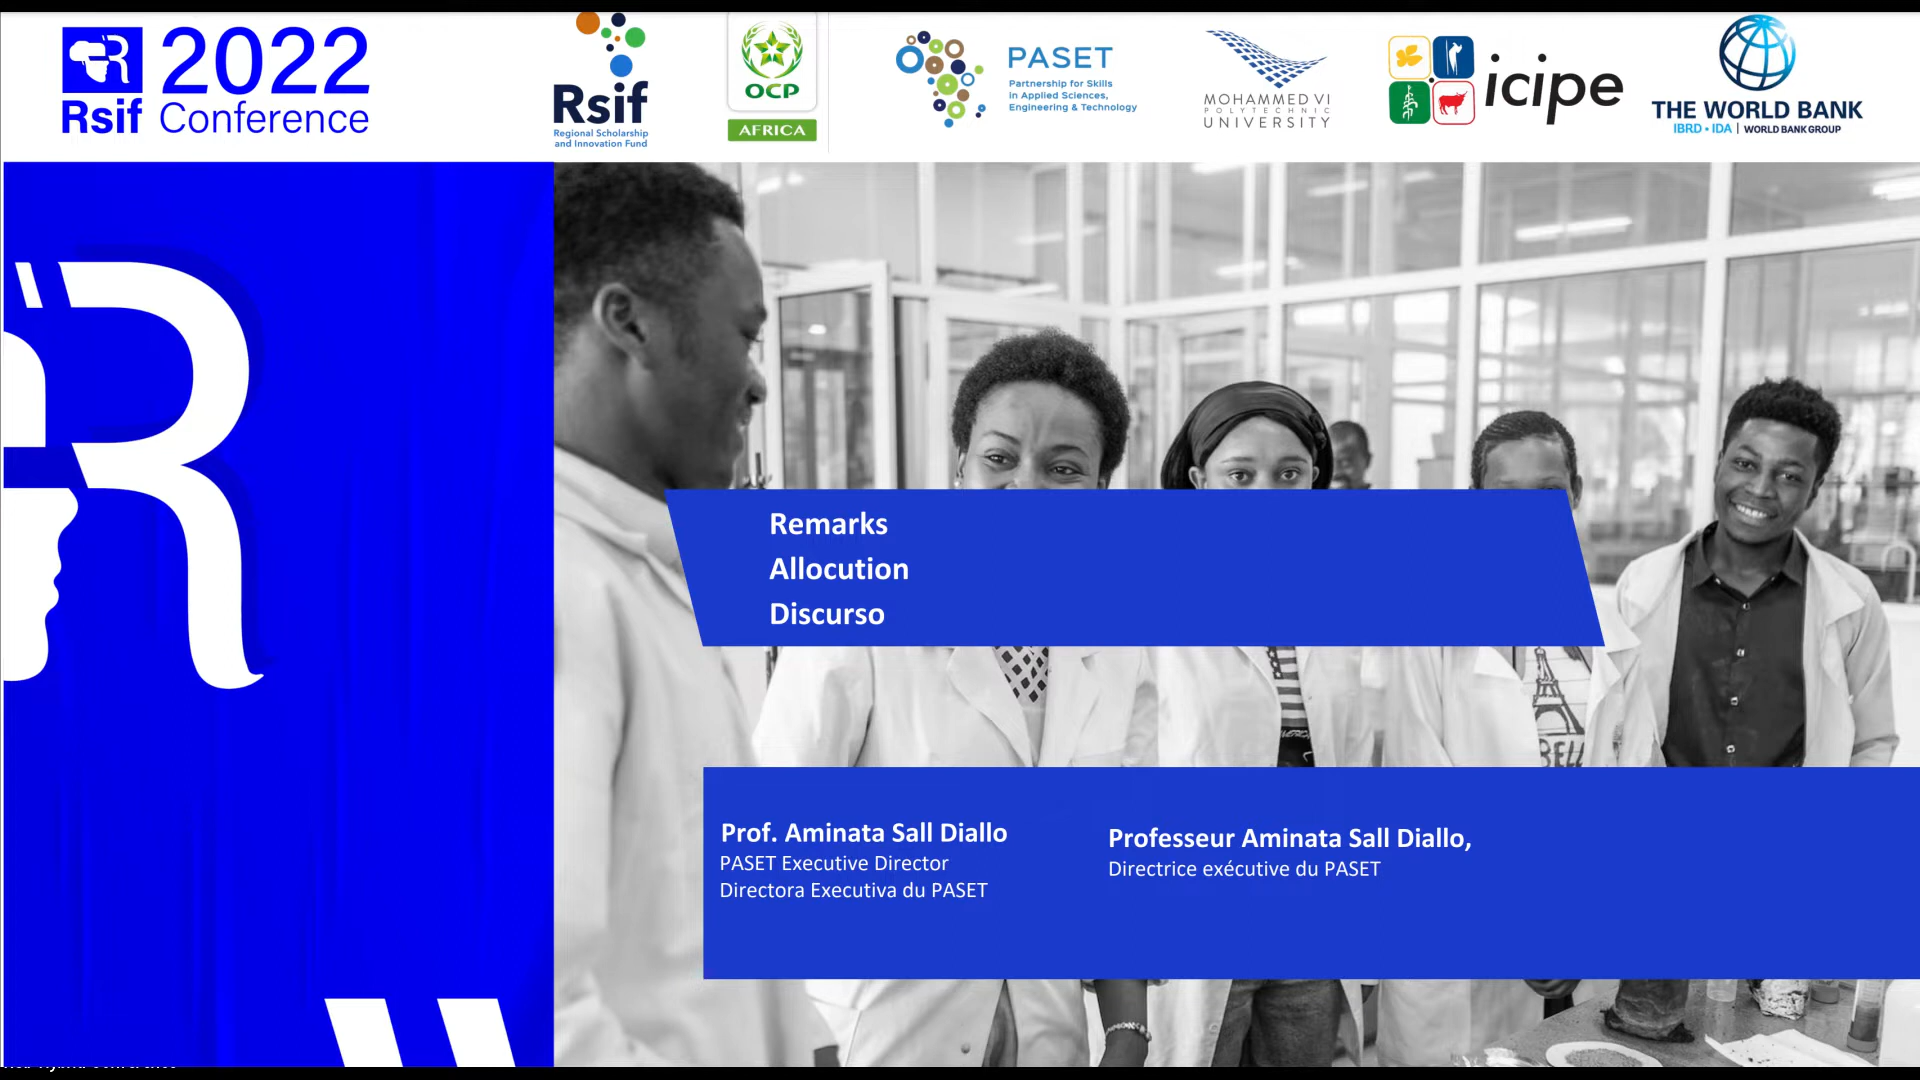 2022
Rsif Conference
Rsif
Regional Scholarship
and Innovation Fund
OCP
AFRICA
PASET
Partnership for Skills
in Applied Sciences,
Engineering & Technology
MOHAMMED VI
POLYTECHNIC
UNIVERSITY
icipe
THE WORLD BANK
IBRD • IDA | WORLD BANK GROUP
Remarks
Allocution
Discurso
BELL
Prof. Aminata Sall Diallo
PASET Executive Director
Directora Executiva du PASET
Professeur Aminata Sall Diallo,
Directrice exécutive du PASET